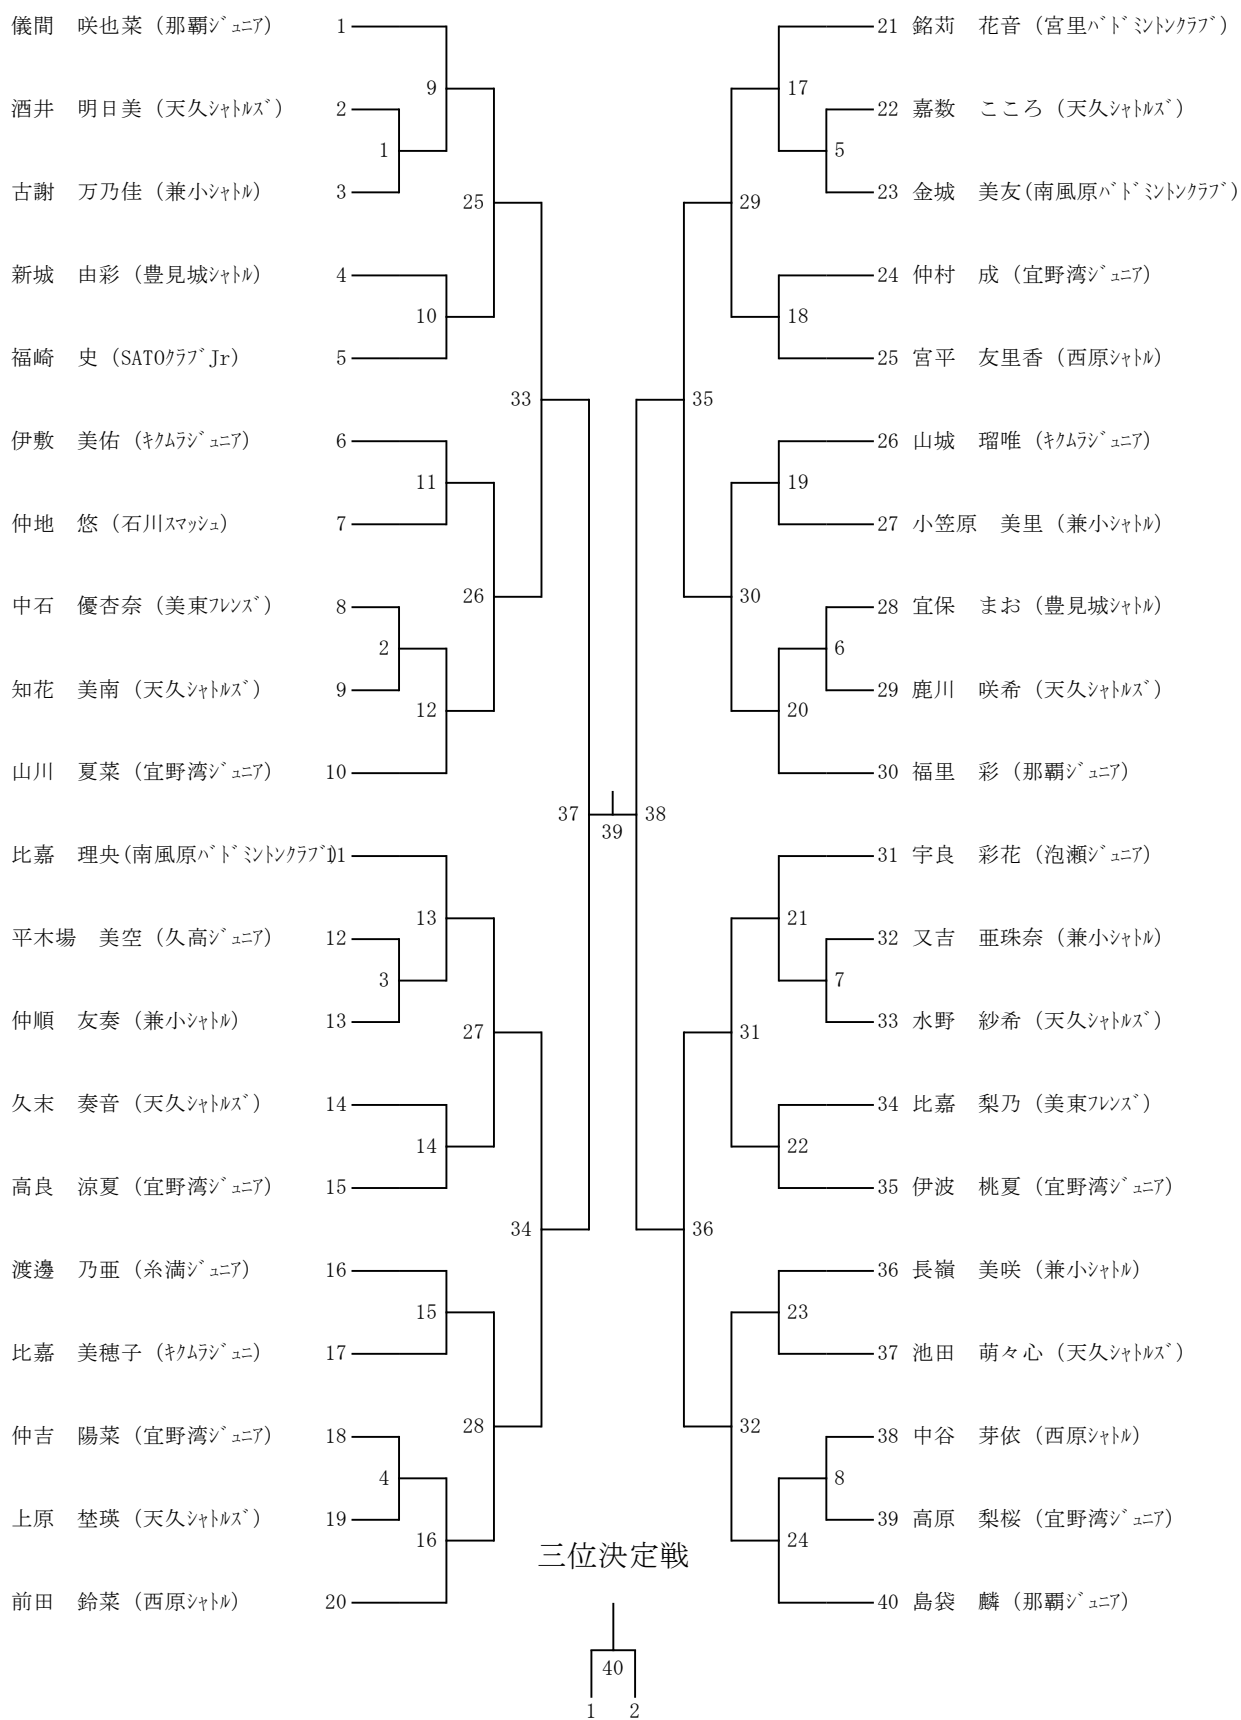 儀間　咲也菜（那覇ｼﾞｭﾆｱ） 1
酒井　明日美（天久ｼｬﾄﾙｽﾞ） 2
古謝　万乃佳（兼小ｼｬﾄﾙ） 3
新城　由彩（豊見城ｼｬﾄﾙ） 4
福崎　史（SATOｸﾗﾌﾞJr） 5
伊敷　美佑（ｷｸﾑﾗｼﾞｭﾆｱ） 6
仲地　悠（石川ｽﾏｯｼｭ） 7
中石　優杏奈（美東ﾌﾚﾝｽﾞ） 8
知花　美南（天久ｼｬﾄﾙｽﾞ） 9
山川　夏菜（宜野湾ｼﾞｭﾆｱ） 10
比嘉　理央(南風原ﾊﾞﾄﾞﾐﾝﾄﾝｸﾗﾌﾞ) 11
平木場　美空（久高ｼﾞｭﾆｱ） 12
仲順　友奏（兼小ｼｬﾄﾙ） 13
久末　奏音（天久ｼｬﾄﾙｽﾞ） 14
高良　涼夏（宜野湾ｼﾞｭﾆｱ） 15
渡邊　乃亜（糸満ｼﾞｭﾆｱ） 16
比嘉　美穂子（ｷｸﾑﾗｼﾞｭﾆ） 17
仲吉　陽菜（宜野湾ｼﾞｭﾆｱ） 18
上原　埜瑛（天久ｼｬﾄﾙｽﾞ） 19
前田　鈴菜（西原ｼｬﾄﾙ） 20
1
2
3
4
9
10
11
12
13
14
15
16
25
26
27
28
33
34
37
39
38
35
36
29
30
31
32
17
18
19
20
21
22
23
24
5
6
7
8
21 銘苅　花音（宮里ﾊﾞﾄﾞﾐﾝﾄﾝｸﾗﾌﾞ）
22 嘉数　こころ（天久ｼｬﾄﾙｽﾞ）
23 金城　美友(南風原ﾊﾞﾄﾞﾐﾝﾄﾝｸﾗﾌﾞ)
24 仲村　成（宜野湾ｼﾞｭﾆｱ）
25 宮平　友里香（西原ｼｬﾄﾙ）
26 山城　瑠唯（ｷｸﾑﾗｼﾞｭﾆｱ）
27 小笠原　美里（兼小ｼｬﾄﾙ）
28 宜保　まお（豊見城ｼｬﾄﾙ）
29 鹿川　咲希（天久ｼｬﾄﾙｽﾞ）
30 福里　彩（那覇ｼﾞｭﾆｱ）
31 宇良　彩花（泡瀬ｼﾞｭﾆｱ）
32 又吉　亜珠奈（兼小ｼｬﾄﾙ）
33 水野　紗希（天久ｼｬﾄﾙｽﾞ）
34 比嘉　梨乃（美東ﾌﾚﾝｽﾞ）
35 伊波　桃夏（宜野湾ｼﾞｭﾆｱ）
36 長嶺　美咲（兼小ｼｬﾄﾙ）
37 池田　萌々心（天久ｼｬﾄﾙｽﾞ）
38 中谷　芽依（西原ｼｬﾄﾙ）
39 高原　梨桜（宜野湾ｼﾞｭﾆｱ）
40 島袋　麟（那覇ｼﾞｭﾆｱ）
三位決定戦
40
1 2